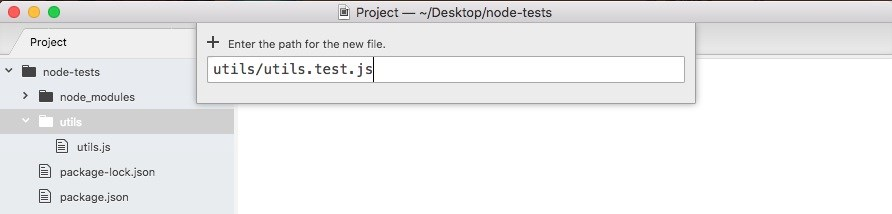 Project — ~/Desktop/node-tests
Project
Enter the path for the new file.
utils/utils.test.js
node-tests
node_modules
utils
utils.js
package-lock.json
package.json